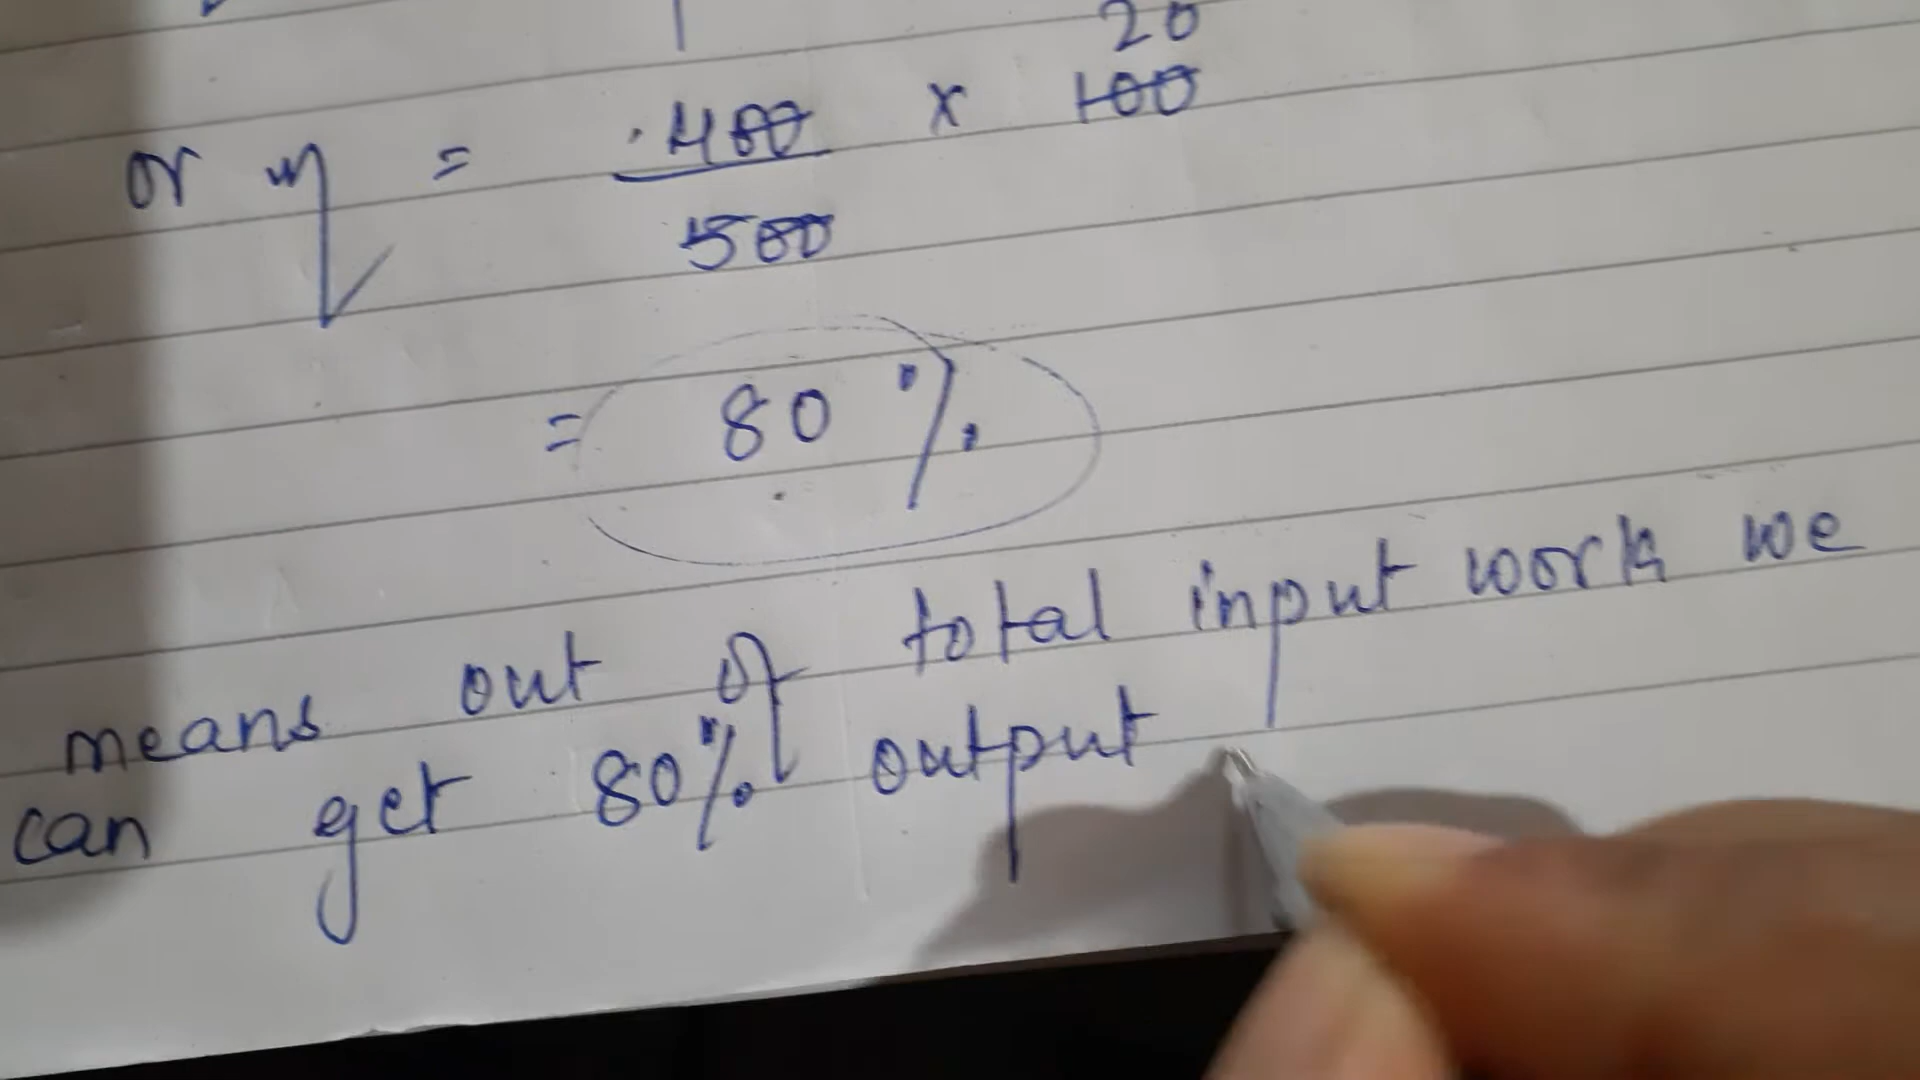 20
or η = 400 x 100
500
= 80 %
means out of total input work we
can get 80% output